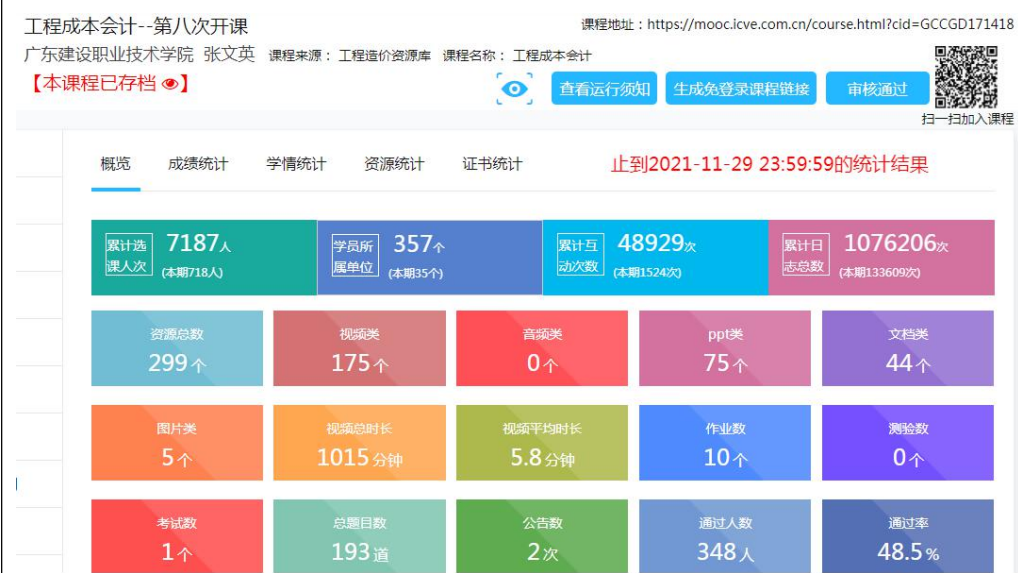 工程成本会计--第八次开课
课程地址：https://mooc.icve.com.cn/course.html?cid=GCCGD171418
广东建设职业技术学院 张文英 课程来源：工程造价资源库 课程名称：工程成本会计
【本课程已存档】
查看运行须知 生成免登录课程链接 审核通过
扫一扫加入课程
概览 成绩统计 学情统计 资源统计 证书统计 止到2021-11-29 23:59:59的统计结果
累计选课人次 7187人 (本期718人)
学员所属单位 357个 (本期35个)
累计互动次数 48929次 (本期1524次)
累计日志总数 1076206次 (本期133609次)
资源总数 视频类 音频类 ppt类 文档类
299个 175个 0个 75个 44个
图片类 视频总时长 视频平均时长 作业数 测验数
5个 1015分钟 5.8分钟 10个 0个
考试数 总题目数 公告数 通过人数 通过率
1个 193道 2次 348人 48.5%